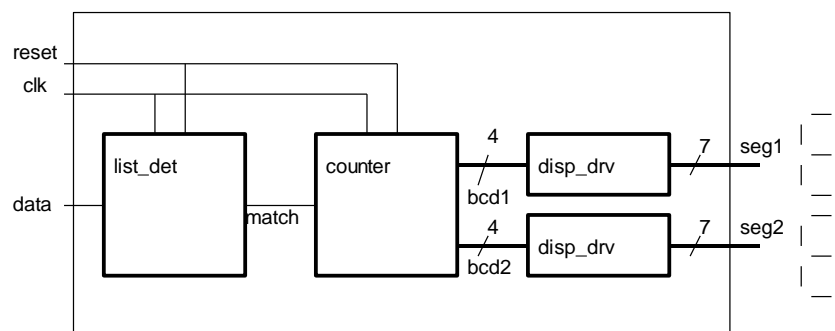 reset
clk
data
list_det
match
counter
4
bcd1
4
bcd2
disp_drv
disp_drv
7
seg1
7
seg2